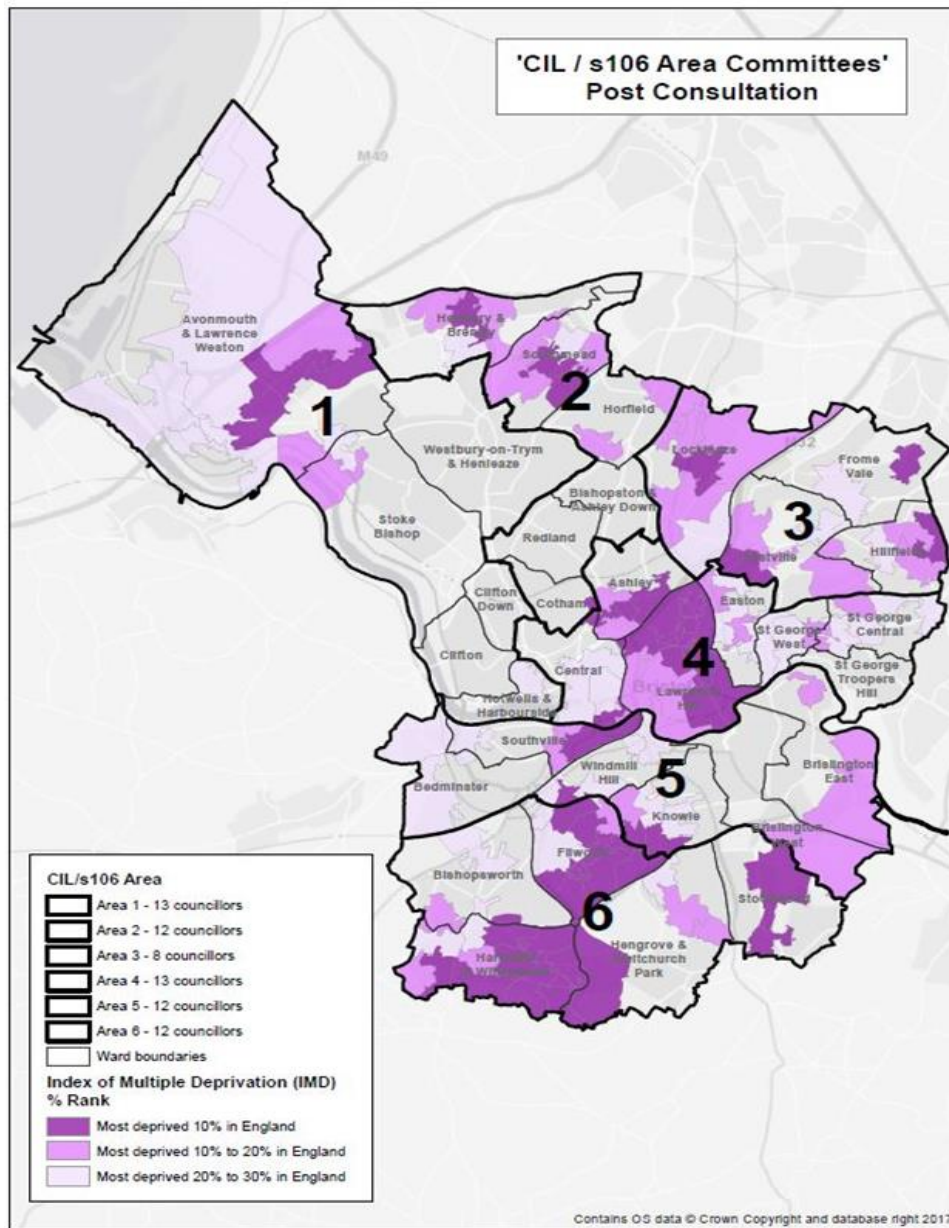 'CIL / s106 Area Committees'
Post Consultation
M49
Avonmouth
& Lawrence
Weston
Henbury &
Brentry
Southmead
2
Horfield
1
Westbury-on-Trym
& Henleaze
Lockleaze
M32
Frome
Vale
Bishopston &
Ashley Down
3
Eastville
Hillfields
Stoke
Bishop
Redland
Ashley
Clifton
Down
Cotham
Easton
St George
West
St George
Central
Clifton
Central
4
St George
Troopers
Hill
Lawrence
Hill
Hotwells &
Harbourside
Southville
Windmill
Hill
5
Brislington
East
Bedminster
Knowle
Brislington
West
Filwood
Bishopsworth
6
Stockwood
Hengrove &
Whitchurch
Park
CIL/s106 Area
Area 1 - 13 councillors
Area 2 - 12 councillors
Area 3 - 8 councillors
Area 4 - 13 councillors
Area 5 - 12 councillors
Area 6 - 12 councillors
Ward boundaries
Index of Multiple Deprivation (IMD)
% Rank
Most deprived 10% in England
Most deprived 10% to 20% in England
Most deprived 20% to 30% in England
Contains OS data © Crown Copyright and database right 2017